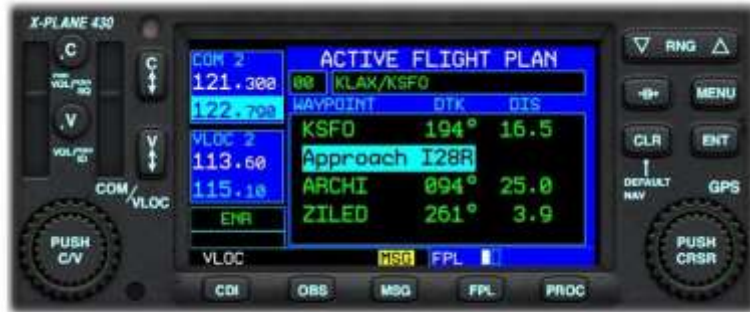 X-PLANE 430
C
PUSH
VOL/SQ
V
VOL/ID
COM/VLOC
PUSH
C/V
C
V
COM 2
121.300
122.790
VLOC 2
113.60
115.10
ENR
VLOC
ACTIVE FLIGHT PLAN
00 KLAX/KSFO
WAYPOINT DTK DIS
KSFO 194° 16.5
Approach I28R
ARCHI 094° 25.0
ZILED 261° 3.9
MSG FPL
CDI OBS MSG FPL PROC
RNG
MENU
CLR ENT
DEFAULT
NAV
GPS
PUSH
CRSR